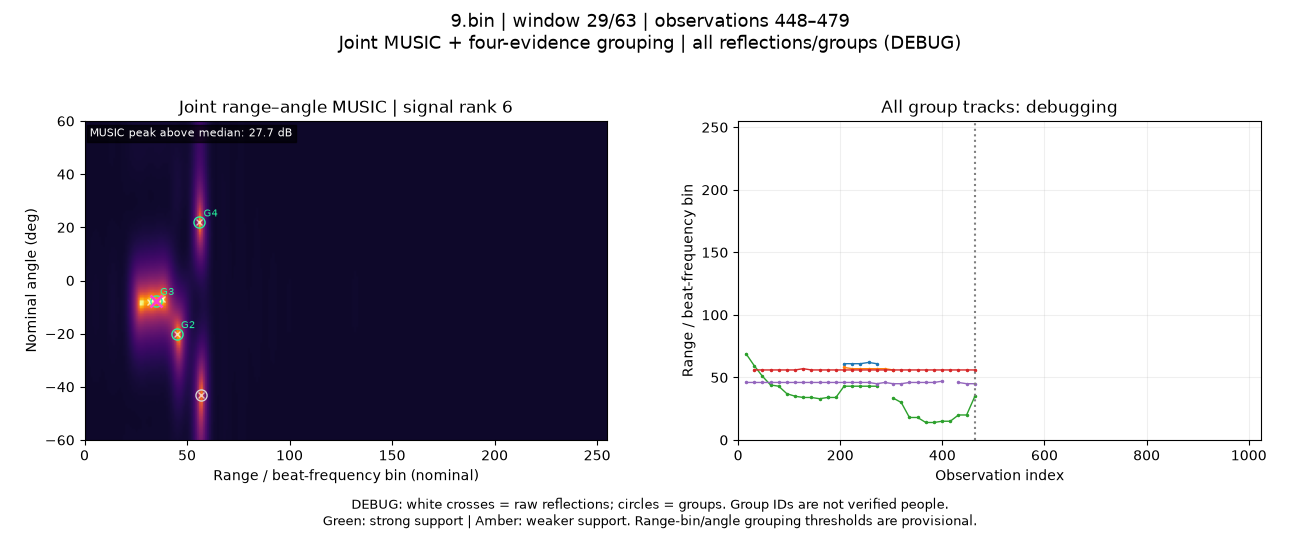 9.bin | window 29/63 | observations 448–479
Joint MUSIC + four-evidence grouping | all reflections/groups (DEBUG)
Joint range–angle MUSIC | signal rank 6
MUSIC peak above median: 27.7 dB
60
40
20
0
−20
−40
−60
Nominal angle (deg)
G4
G3
G2
0
50
100
150
200
250
Range / beat-frequency bin (nominal)
All group tracks: debugging
250
200
150
100
50
0
Range / beat-frequency bin
0
200
400
600
800
1000
Observation index
DEBUG: white crosses = raw reflections; circles = groups. Group IDs are not verified people.
Green: strong support | Amber: weaker support. Range-bin/angle grouping thresholds are provisional.